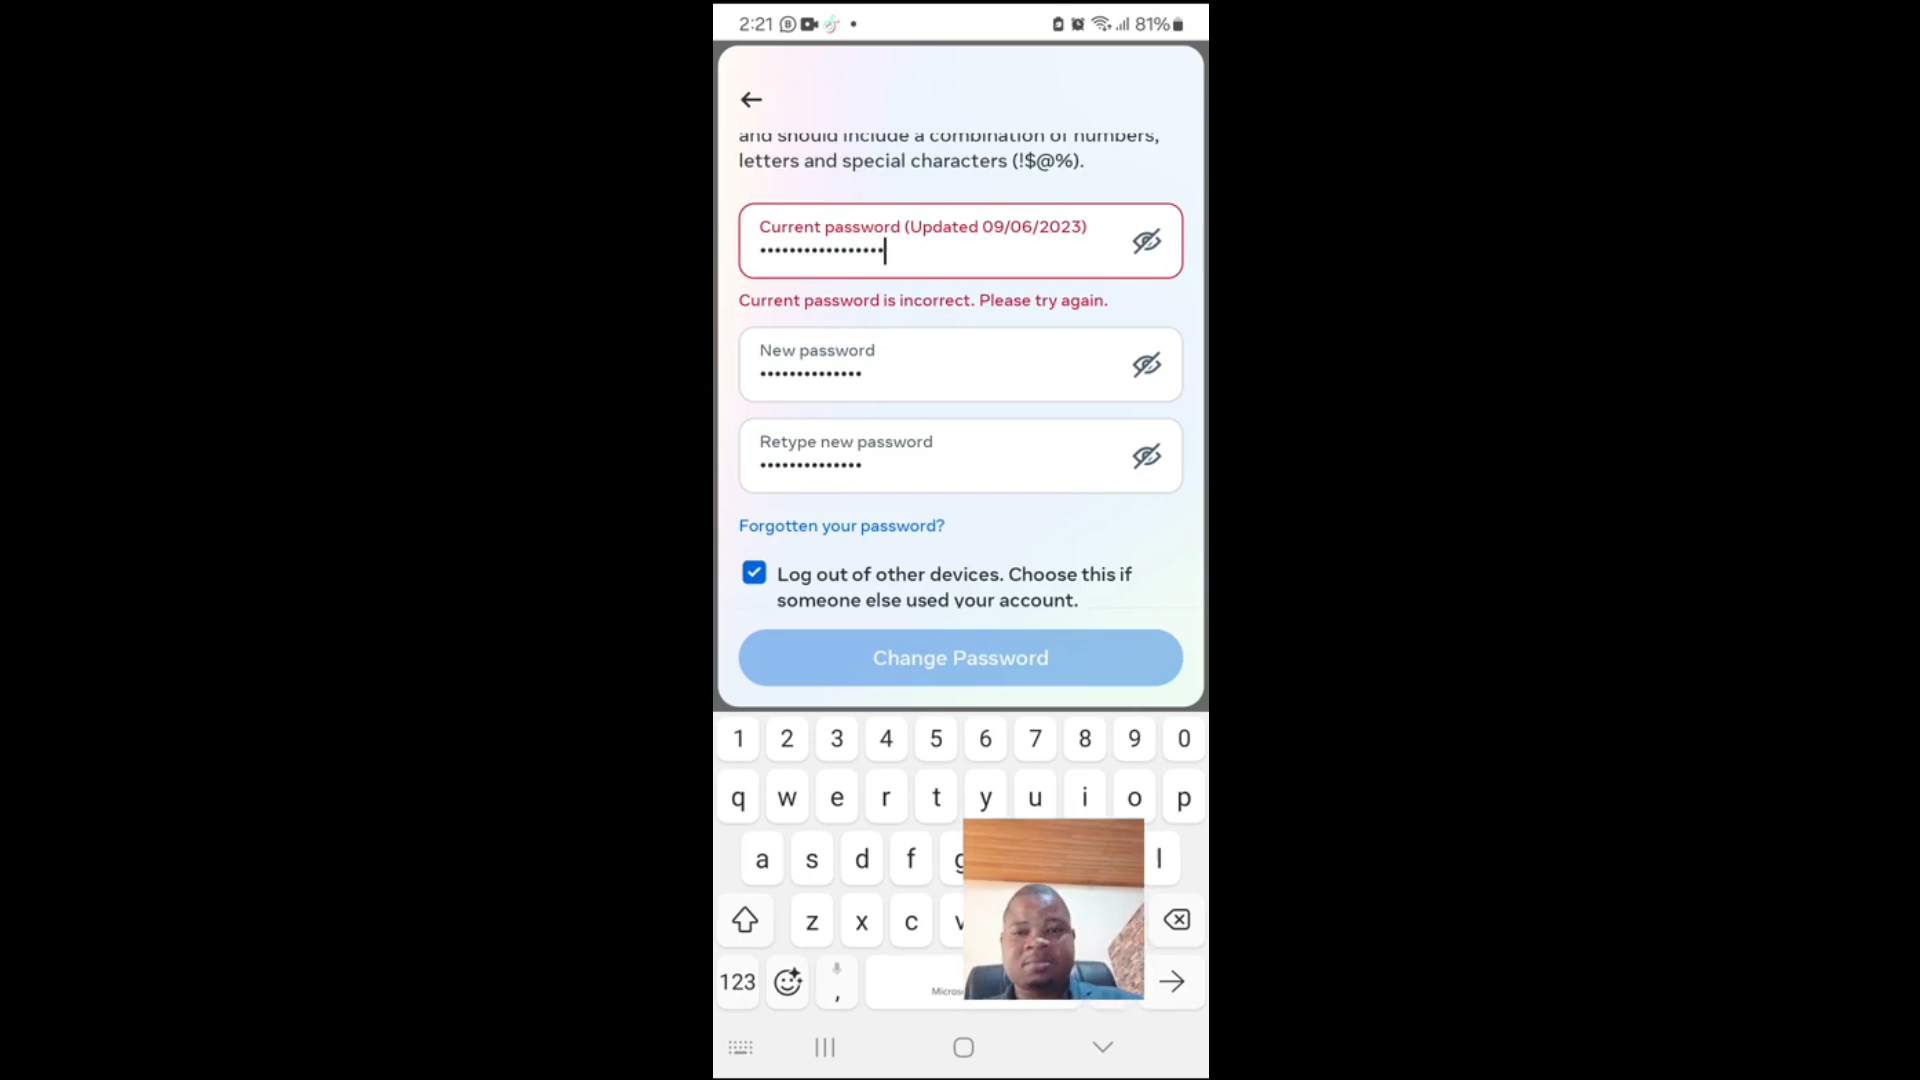 2:21 81%
and should include a combination of numbers,
letters and special characters (!$@%).
Current password (Updated 09/06/2023)
•••••••••••••••••
Current password is incorrect. Please try again.
New password
••••••••••••••
Retype new password
••••••••••••••
Forgotten your password?
Log out of other devices. Choose this if
someone else used your account.
Change Password
1 2 3 4 5 6 7 8 9 0
q w e r t y u i o p
a s d f g l
z x c v
123 ,